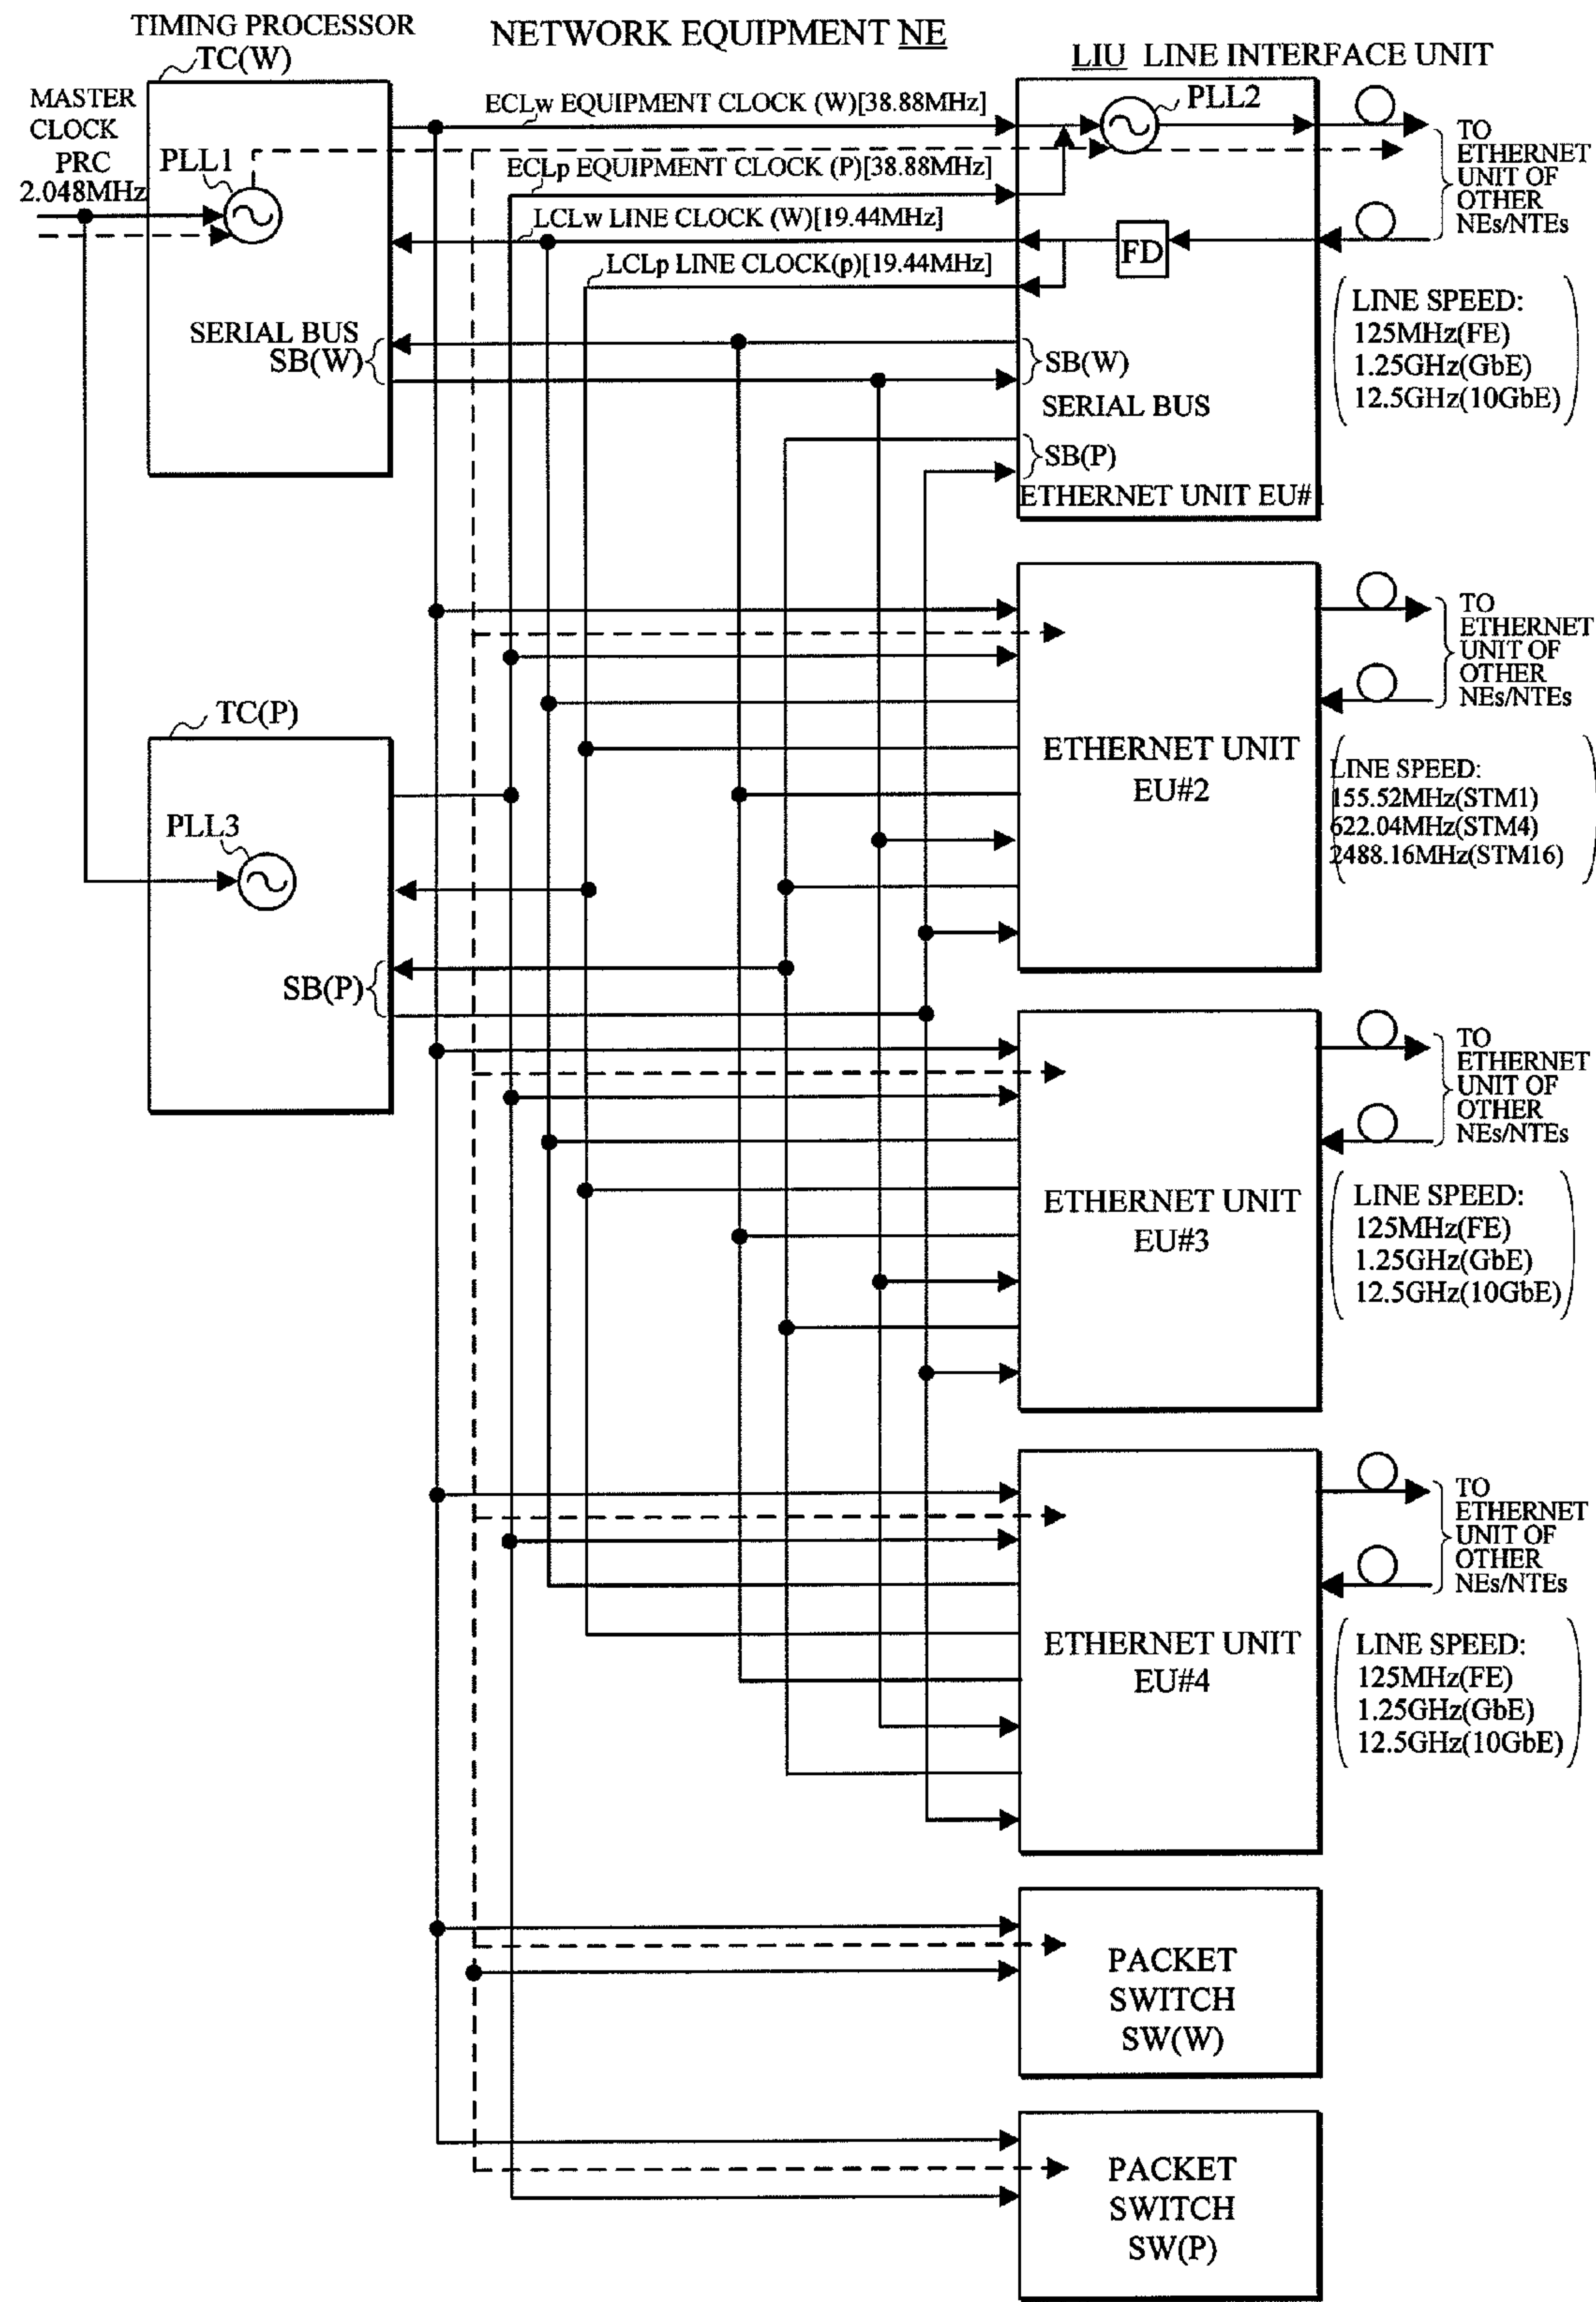 TIMING PROCESSOR
TC(W)
NETWORK EQUIPMENT NE
LIU LINE INTERFACE UNIT
MASTER
CLOCK
PRC
2.048MHz
PLL1
ECLw EQUIPMENT CLOCK (W)[38.88MHz]
ECLp EQUIPMENT CLOCK (P)[38.88MHz]
LCLw LINE CLOCK (W)[19.44MHz]
LCLp LINE CLOCK(p)[19.44MHz]
PLL2
FD
TO
ETHERNET
UNIT OF
OTHER
NEs/NTEs
LINE SPEED:
125MHz(FE)
1.25GHz(GbE)
12.5GHz(10GbE)
SERIAL BUS
SB(W)
SB(W)
SERIAL BUS
SB(P)
ETHERNET UNIT EU#1
TO
ETHERNET
UNIT OF
OTHER
NEs/NTEs
ETHERNET UNIT
EU#2
LINE SPEED:
155.52MHz(STM1)
622.04MHz(STM4)
2488.16MHz(STM16)
TC(P)
PLL3
SB(P)
TO
ETHERNET
UNIT OF
OTHER
NEs/NTEs
ETHERNET UNIT
EU#3
LINE SPEED:
125MHz(FE)
1.25GHz(GbE)
12.5GHz(10GbE)
TO
ETHERNET
UNIT OF
OTHER
NEs/NTEs
ETHERNET UNIT
EU#4
LINE SPEED:
125MHz(FE)
1.25GHz(GbE)
12.5GHz(10GbE)
PACKET
SWITCH
SW(W)
PACKET
SWITCH
SW(P)